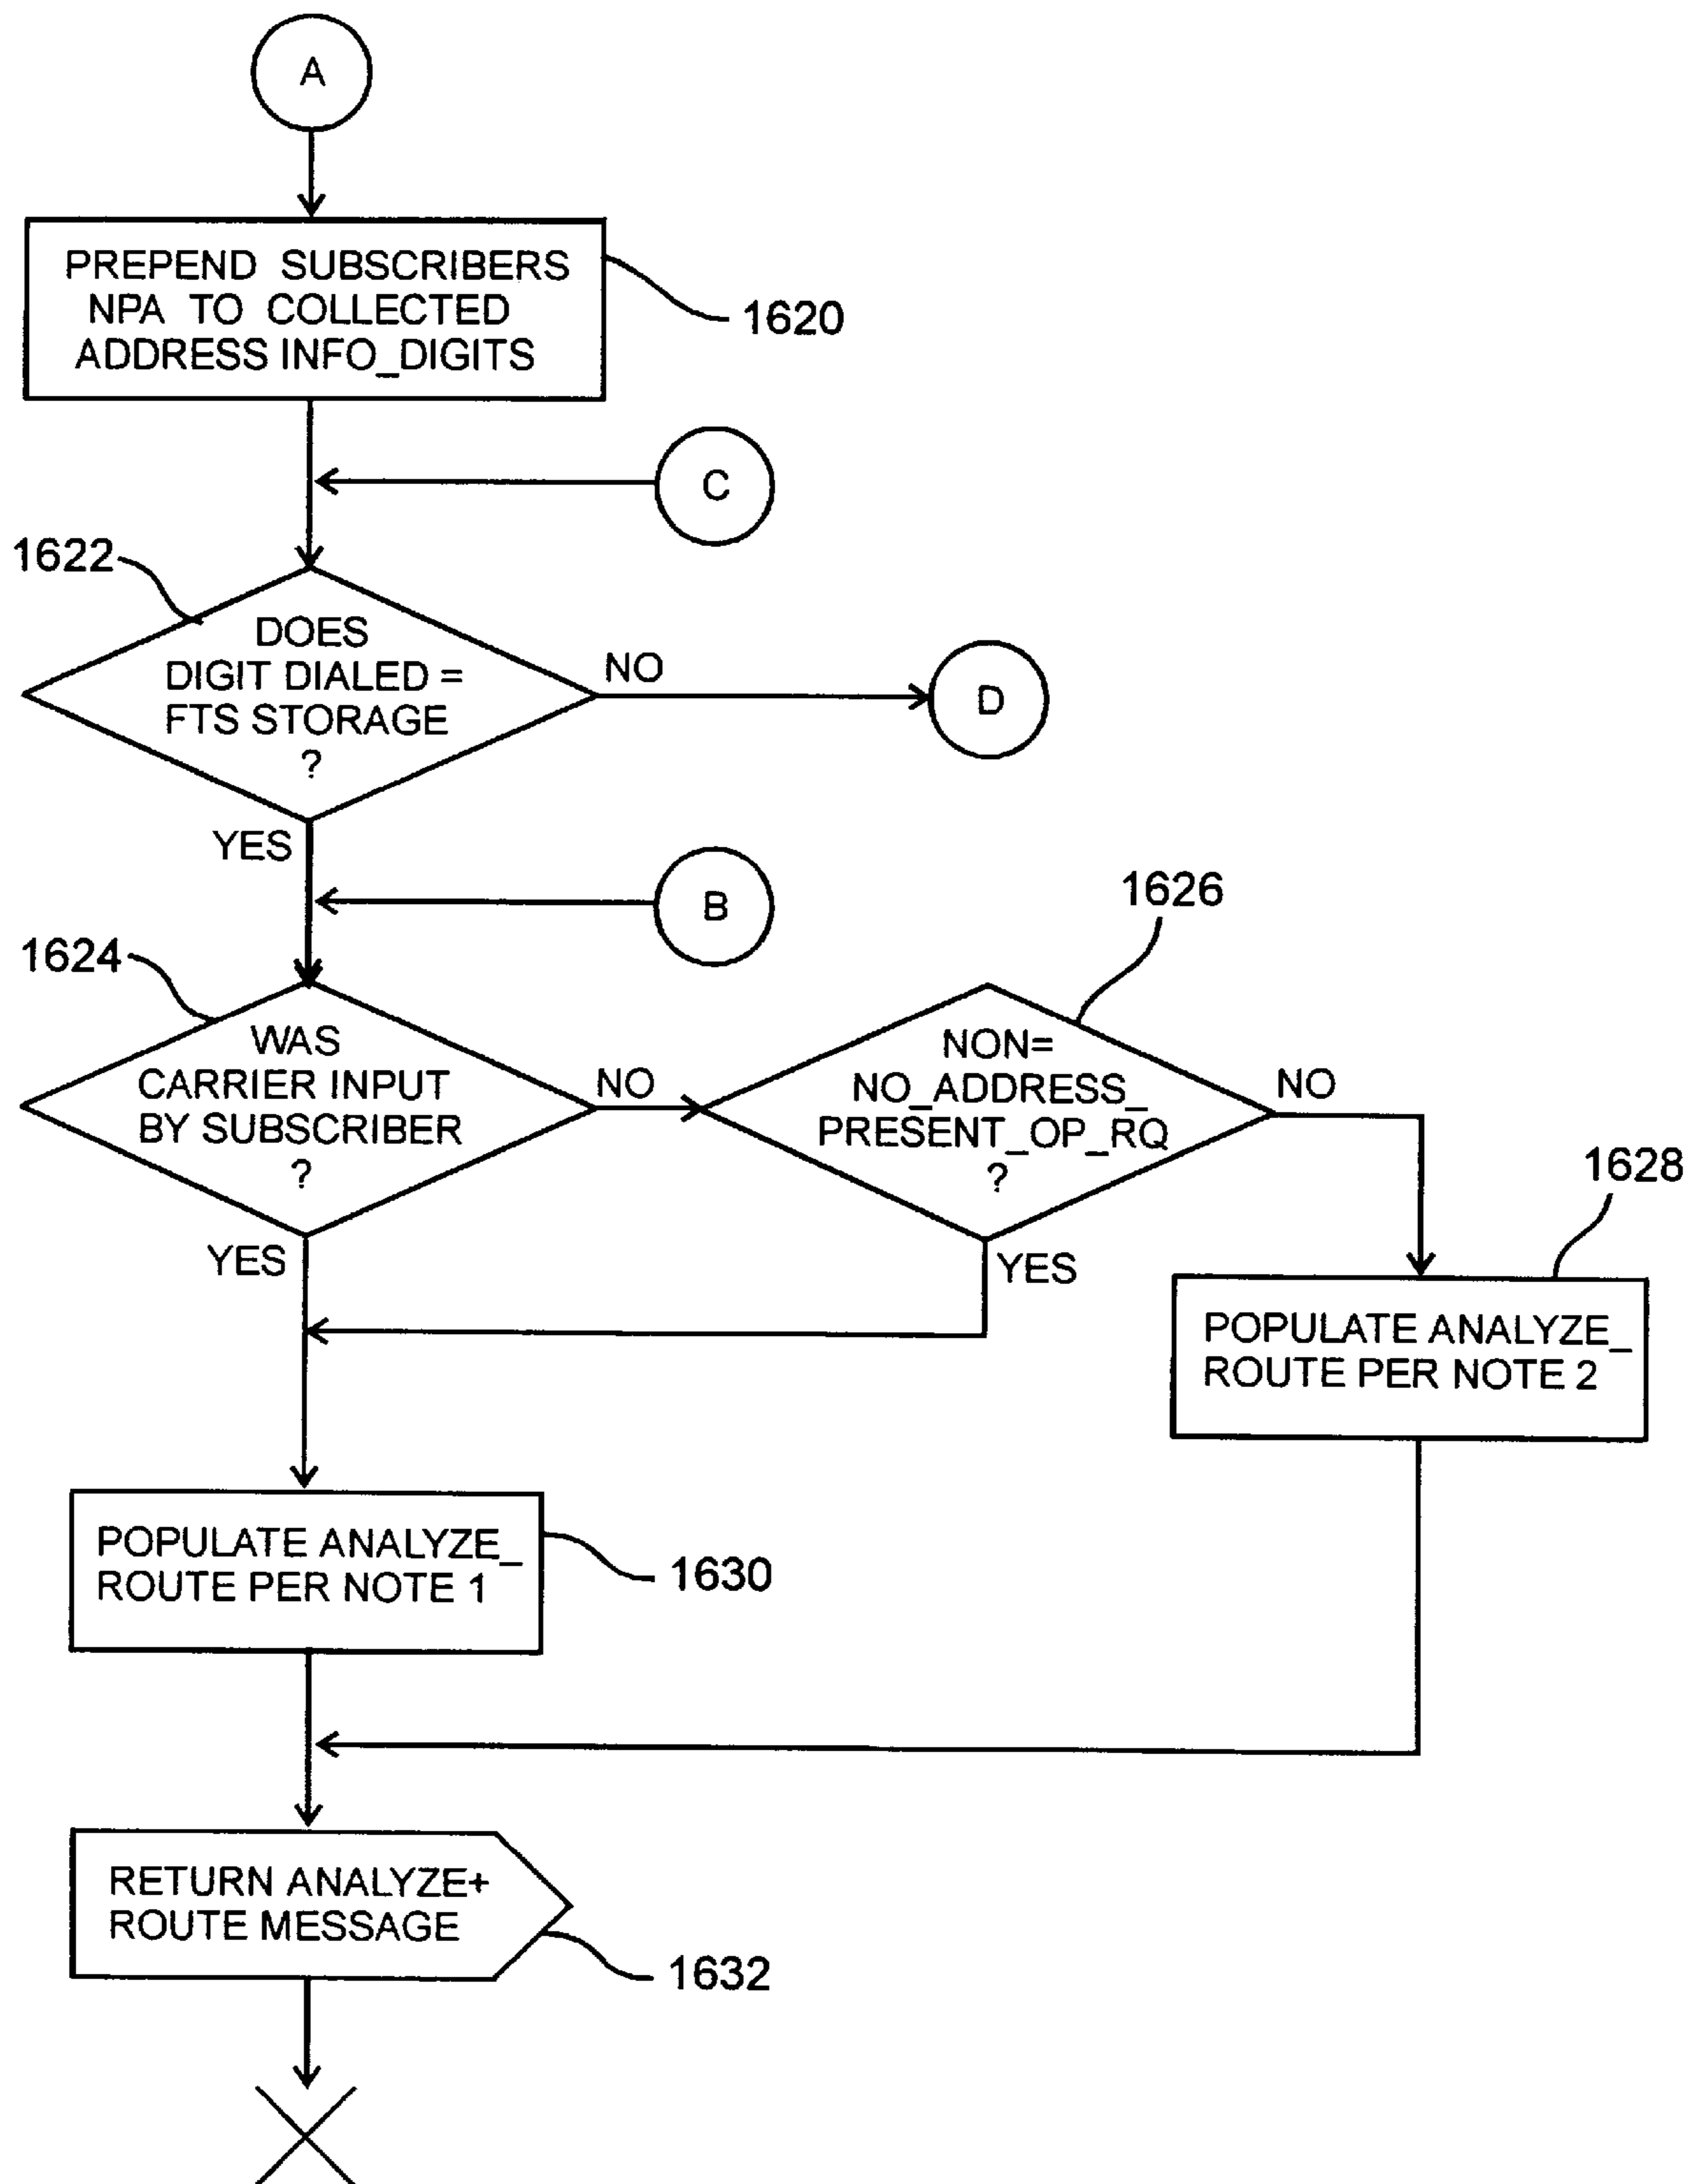 A
PREPEND SUBSCRIBERS
NPA TO COLLECTED
ADDRESS INFO_DIGITS
1620
C
1622
DOES
DIGIT DIALED =
FTS STORAGE
?
NO
D
YES
B
1624
WAS
CARRIER INPUT
BY SUBSCRIBER
?
NO
1626
NON=
NO_ADDRESS_
PRESENT_OP_RQ
?
NO
YES
YES
1628
POPULATE ANALYZE_
ROUTE PER NOTE 2
POPULATE ANALYZE_
ROUTE PER NOTE 1
1630
RETURN ANALYZE+
ROUTE MESSAGE
1632